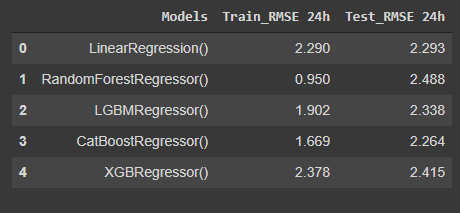 Models Train_RMSE 24h Test_RMSE 24h
0 LinearRegression() 2.290 2.293
1 RandomForestRegressor() 0.950 2.488
2 LGBMRegressor() 1.902 2.338
3 CatBoostRegressor() 1.669 2.264
4 XGBRegressor() 2.378 2.415